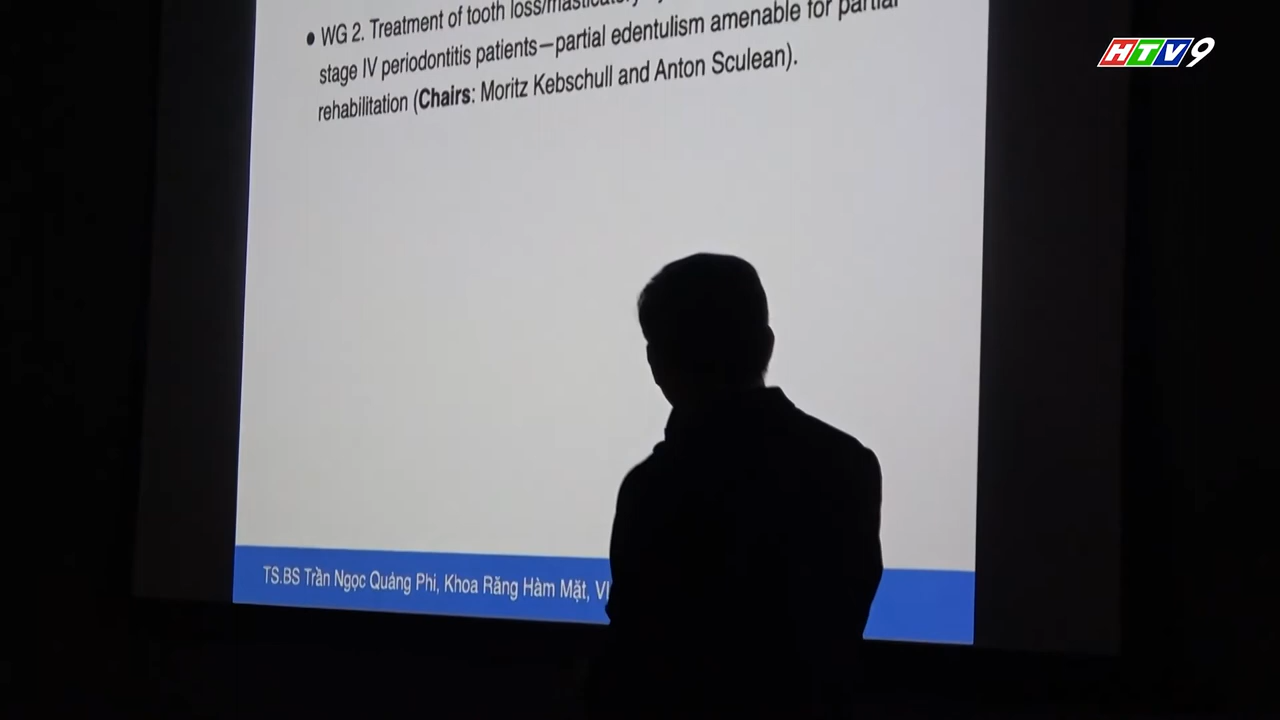 HTV9
● WG 2. Treatment of tooth loss/masticatory
stage IV periodontitis patients—partial edentulism amenable for partial
rehabilitation (Chairs: Moritz Kebschull and Anton Sculean).
TS.BS Trần Ngọc Quảng Phi, Khoa Răng Hàm Mặt,